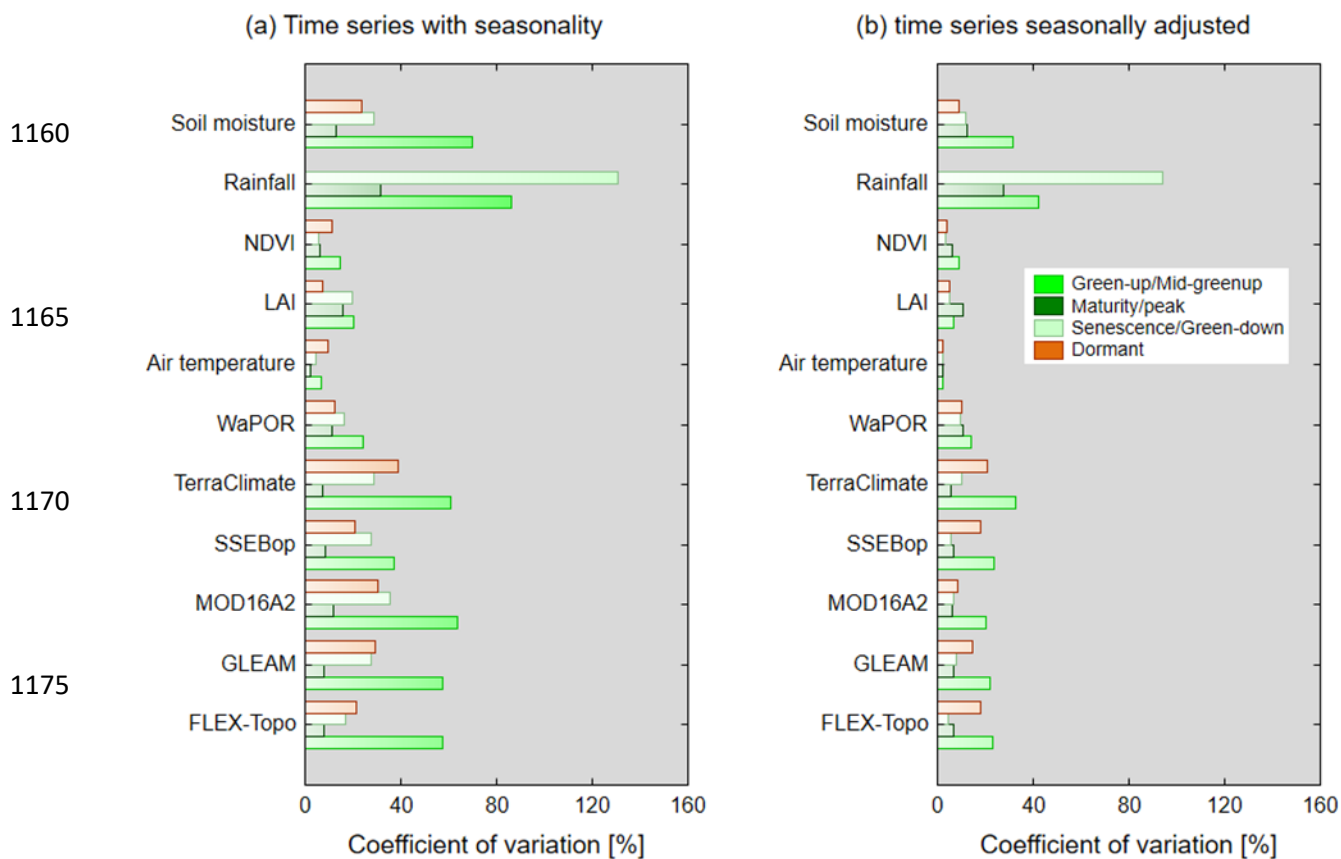 (a) Time series with seasonality
(b) time series seasonally adjusted
1160
1165
1170
1175
Soil moisture
Rainfall
NDVI
LAI
Air temperature
WaPOR
TerraClimate
SSEBop
MOD16A2
GLEAM
FLEX-Topo
0 40 80 120 160
Coefficient of variation [%]
Soil moisture
Rainfall
NDVI
LAI
Air temperature
WaPOR
TerraClimate
SSEBop
MOD16A2
GLEAM
FLEX-Topo
Green-up/Mid-greenup
Maturity/peak
Senescence/Green-down
Dormant
0 40 80 120 160
Coefficient of variation [%]